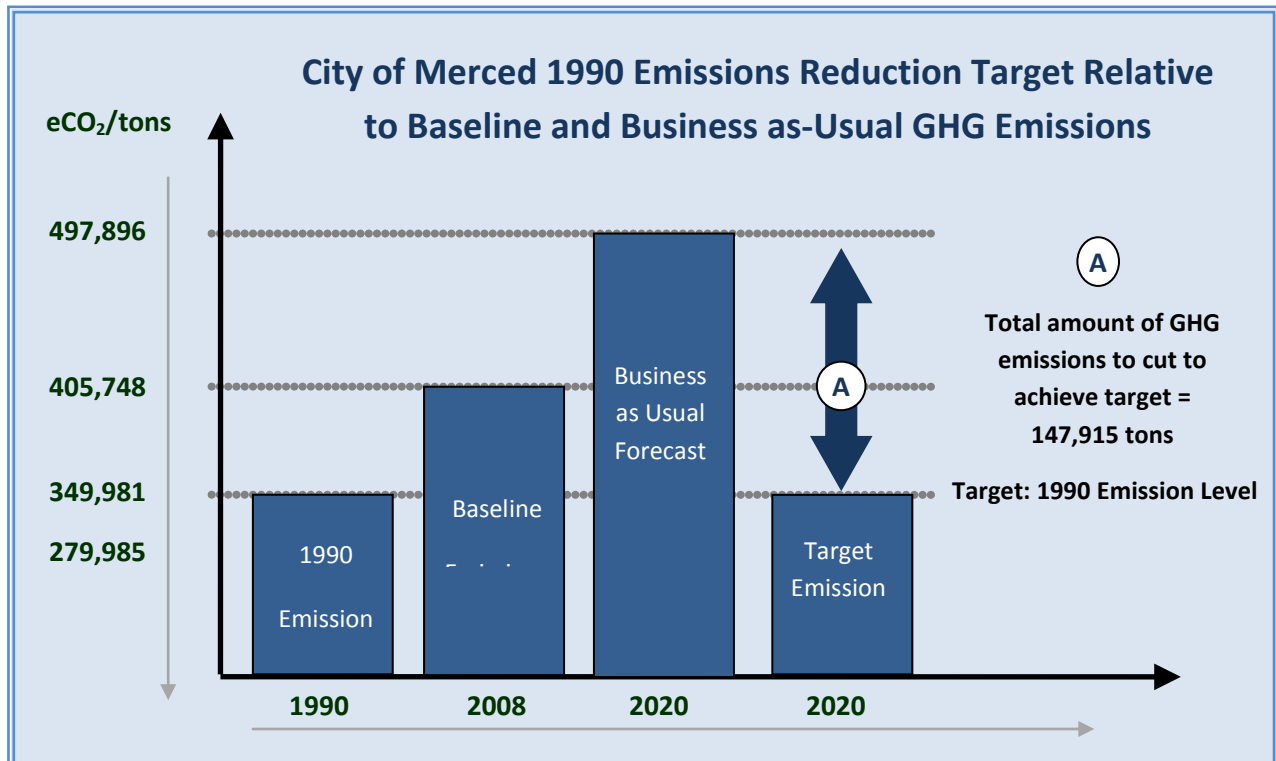 City of Merced 1990 Emissions Reduction Target Relative
to Baseline and Business as-Usual GHG Emissions
eCO₂/tons
497,896
405,748
349,981
279,985
1990
Emission
Baseline
Business
as Usual
Forecast
A
Target
Emission
A
Total amount of GHG
emissions to cut to
achieve target =
147,915 tons
Target: 1990 Emission Level
1990
2008
2020
2020